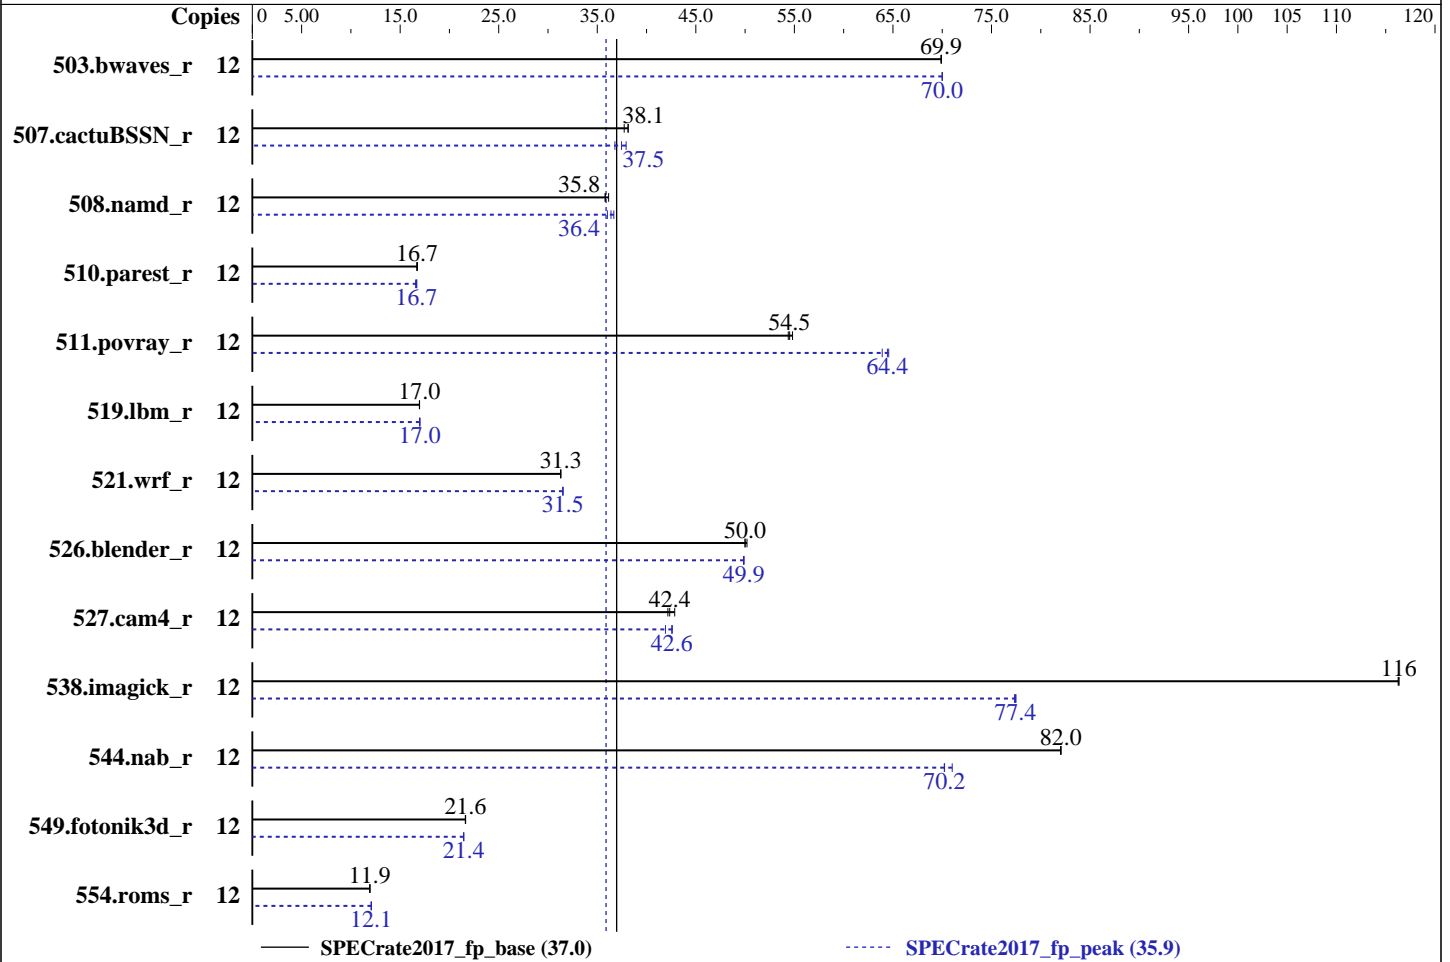 Copies 0 5.00 15.0 25.0 35.0 45.0 55.0 65.0 75.0 85.0 95.0 100 105 110 120
69.9
503.bwaves_r 12
70.0
38.1
507.cactuBSSN_r 12
37.5
35.8
508.namd_r 12
36.4
16.7
510.parest_r 12
16.7
54.5
511.povray_r 12
64.4
17.0
519.lbm_r 12
17.0
31.3
521.wrf_r 12
31.5
50.0
526.blender_r 12
49.9
42.4
527.cam4_r 12
42.6
116
538.imagick_r 12
77.4
82.0
544.nab_r 12
70.2
21.6
549.fotonik3d_r 12
21.4
11.9
554.roms_r 12
12.1
SPECrate2017_fp_base (37.0) SPECrate2017_fp_peak (35.9)